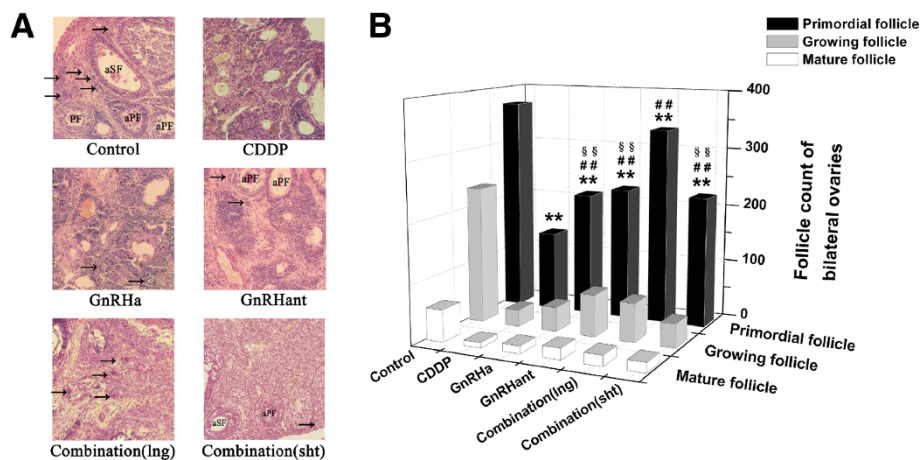 A
aSF
PF
aPF
aPF
Control
CDDP
GnRHa
aPF
aPF
GnRHant
Combination(lng)
aSF
aPF
Combination(sht)
B
Primordial follicle
Growing follicle
Mature follicle
400
300
200
100
0
Follicle count of
bilateral ovaries
**
§ §
##
**
§ §
##
**
##
**
§ §
##
**
Control
CDDP
GnRHa
GnRHant
Combination(lng)
Combination(sht)
Primordial follicle
Growing follicle
Mature follicle